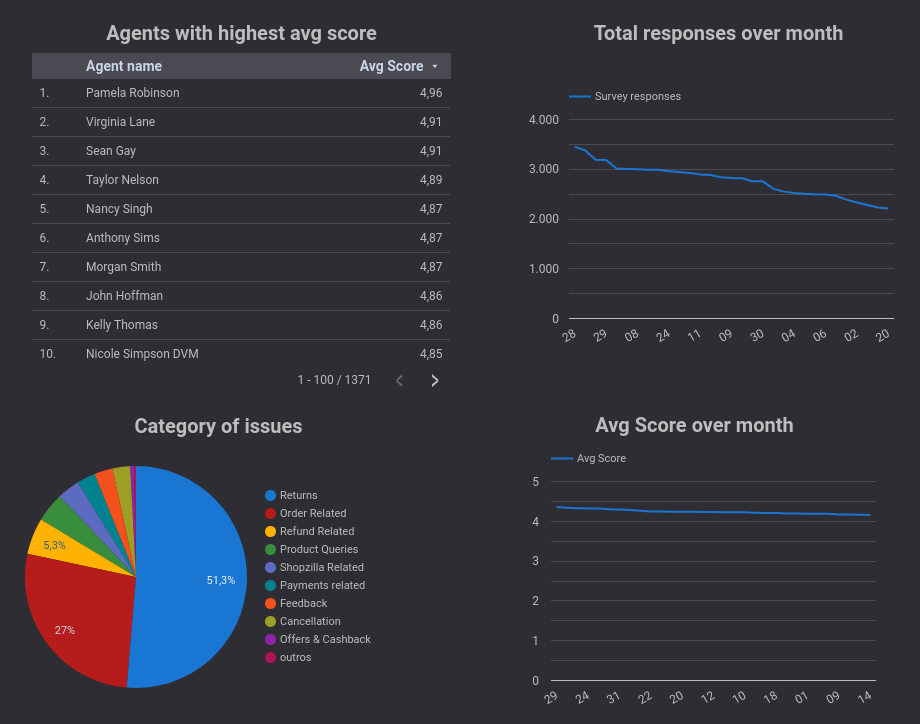 Agents with highest avg score
Agent name Avg Score
1. Pamela Robinson 4,96
2. Virginia Lane 4,91
3. Sean Gay 4,91
4. Taylor Nelson 4,89
5. Nancy Singh 4,87
6. Anthony Sims 4,87
7. Morgan Smith 4,87
8. John Hoffman 4,86
9. Kelly Thomas 4,86
10. Nicole Simpson DVM 4,85
1 - 100 / 1371
Total responses over month
Survey responses
4.000
3.000
2.000
1.000
0
28 29 08 24 11 09 30 04 06 02 20
Category of issues
5,3%
51,3%
27%
Returns
Order Related
Refund Related
Product Queries
Shopzilla Related
Payments related
Feedback
Cancellation
Offers & Cashback
outros
Avg Score over month
Avg Score
5
4
3
2
1
0
29 24 31 22 20 12 10 18 01 09 14